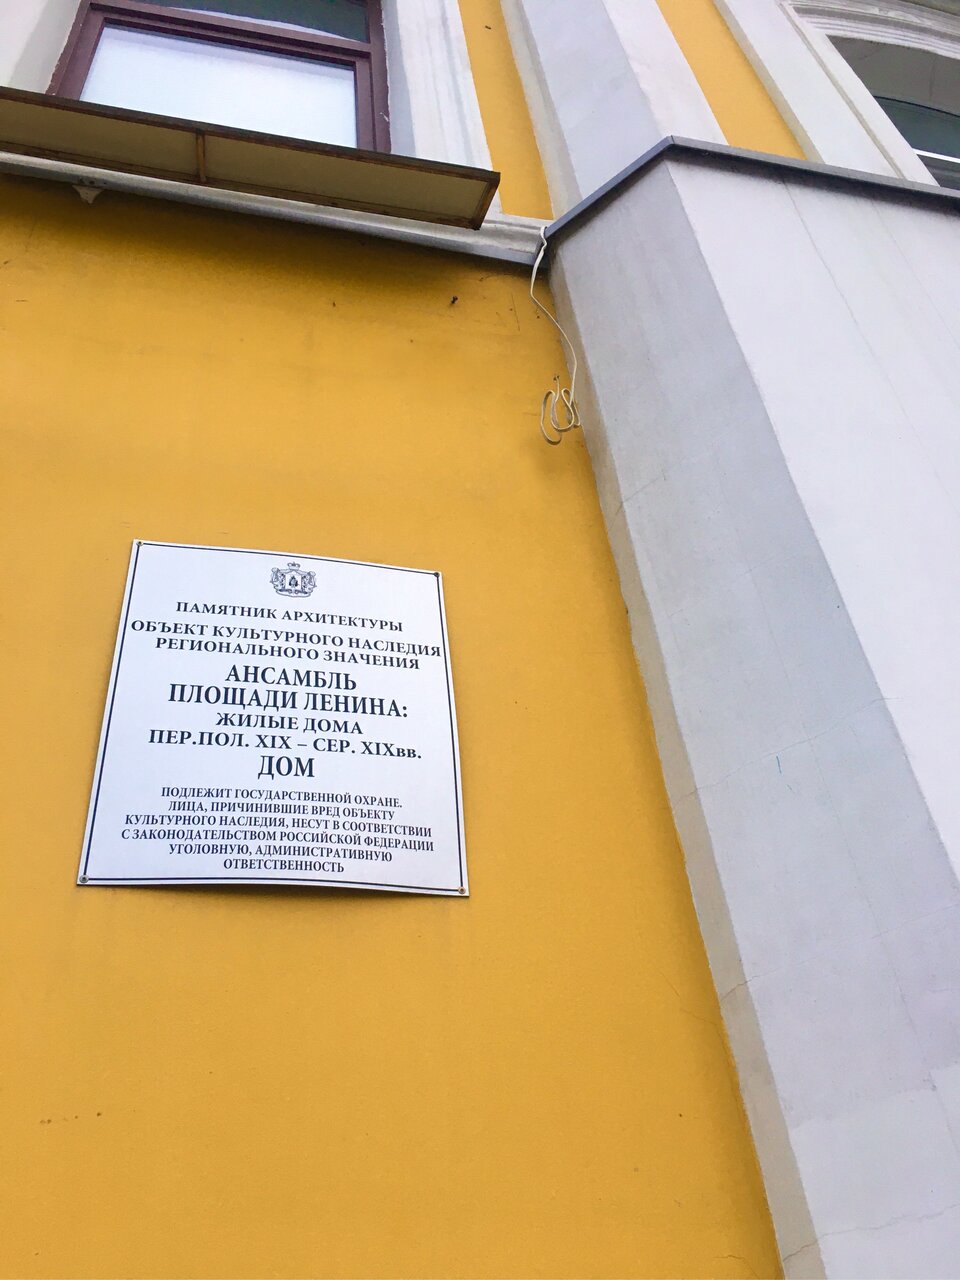 ПАМЯТНИК АРХИТЕКТУРЫ
ОБЪЕКТ КУЛЬТУРНОГО НАСЛЕДИЯ
РЕГИОНАЛЬНОГО ЗНАЧЕНИЯ
АНСАМБЛЬ
ПЛОЩАДИ ЛЕНИНА:
ЖИЛЫЕ ДОМА
ПЕР.ПОЛ. XIX – СЕР. XIXвв.
ДОМ
ПОДЛЕЖИТ ГОСУДАРСТВЕННОЙ ОХРАНЕ.
ЛИЦА, ПРИЧИНИВШИЕ ВРЕД ОБЪЕКТУ
КУЛЬТУРНОГО НАСЛЕДИЯ, НЕСУТ В СООТВЕТСТВИИ
С ЗАКОНОДАТЕЛЬСТВОМ РОССИЙСКОЙ ФЕДЕРАЦИИ
УГОЛОВНУЮ, АДМИНИСТРАТИВНУЮ
ОТВЕТСТВЕННОСТЬ